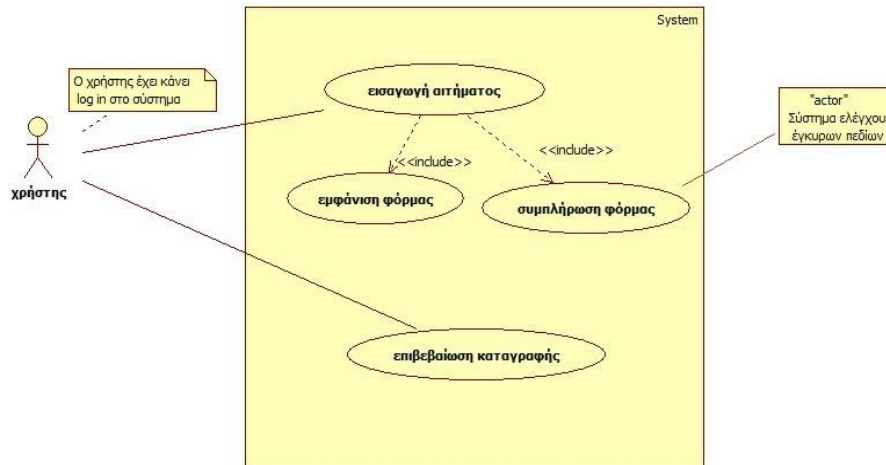 System
Ο χρήστης έχει κάνει
log in στο σύστημα
εισαγωγή αιτήματος
"actor"
Σύστημα ελέγχου
έγκυρων πεδίων
<<include>>
<<include>>
χρήστης
εμφάνιση φόρμας
συμπλήρωση φόρμας
επιβεβαίωση καταγραφής